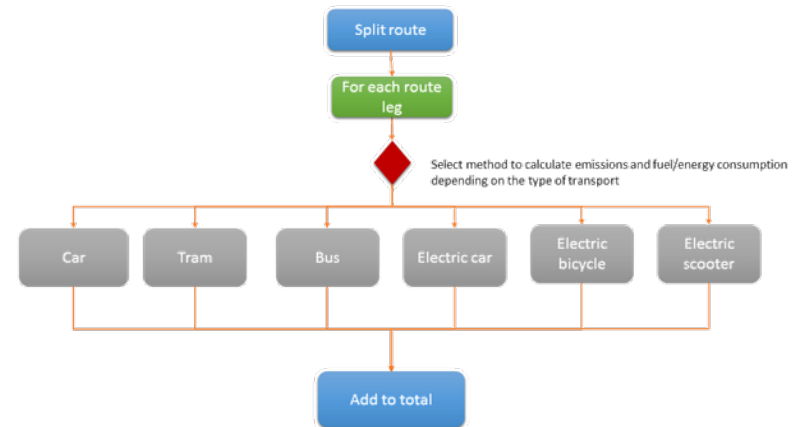 Split route
For each route
leg
Select method to calculate emissions and fuel/energy consumption
depending on the type of transport
Car
Tram
Bus
Electric car
Electric
bicycle
Electric
scooter
Add to total